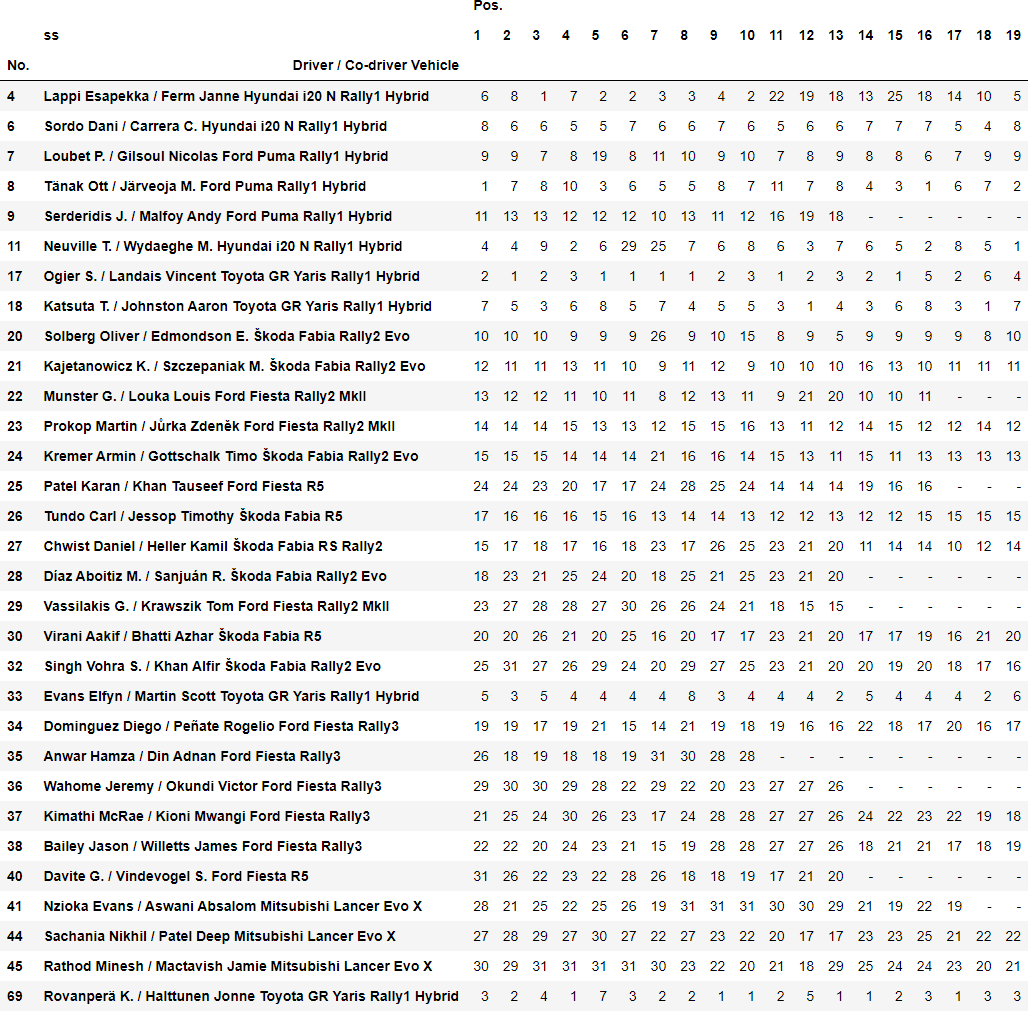 Pos.
ss 1 2 3 4 5 6 7 8 9 10 11 12 13 14 15 16 17 18 19
No. Driver / Co-driver Vehicle
4 Lappi Esapekka / Ferm Janne Hyundai i20 N Rally1 Hybrid 6 8 1 7 2 2 3 3 4 2 22 19 18 13 25 18 14 10 5
6 Sordo Dani / Carrera C. Hyundai i20 N Rally1 Hybrid 8 6 6 5 5 7 6 6 7 6 5 6 6 7 7 7 5 4 8
7 Loubet P. / Gilsoul Nicolas Ford Puma Rally1 Hybrid 9 9 7 8 19 8 11 10 9 10 7 8 9 8 8 6 7 9 9
8 Tänak Ott / Järveoja M. Ford Puma Rally1 Hybrid 1 7 8 10 3 6 5 5 8 7 11 7 8 4 3 1 6 7 2
9 Serderidis J. / Malfoy Andy Ford Puma Rally1 Hybrid 11 13 13 12 12 12 10 13 11 12 16 19 18 - - - - - -
11 Neuville T. / Wydaeghe M. Hyundai i20 N Rally1 Hybrid 4 4 9 2 6 29 25 7 6 8 6 3 7 6 5 2 8 5 1
17 Ogier S. / Landais Vincent Toyota GR Yaris Rally1 Hybrid 2 1 2 3 1 1 1 1 2 3 1 2 3 2 1 5 2 6 4
18 Katsuta T. / Johnston Aaron Toyota GR Yaris Rally1 Hybrid 7 5 3 6 8 5 7 4 5 5 3 1 4 3 6 8 3 1 7
20 Solberg Oliver / Edmondson E. Škoda Fabia Rally2 Evo 10 10 10 9 9 9 26 9 10 15 8 9 5 9 9 9 9 8 10
21 Kajetanowicz K. / Szczepaniak M. Škoda Fabia Rally2 Evo 12 11 11 13 11 10 9 11 12 9 10 10 10 16 13 10 11 11 11
22 Munster G. / Louka Louis Ford Fiesta Rally2 MkII 13 12 12 11 10 11 8 12 13 11 9 21 20 10 10 11 - - -
23 Prokop Martin / Jůrka Zdeněk Ford Fiesta Rally2 MkII 14 14 14 15 13 13 12 15 15 16 13 11 12 14 15 12 12 14 12
24 Kremer Armin / Gottschalk Timo Škoda Fabia Rally2 Evo 15 15 15 14 14 14 21 16 16 14 15 13 11 15 11 13 13 13 13
25 Patel Karan / Khan Tauseef Ford Fiesta R5 24 24 23 20 17 17 24 28 25 24 14 14 14 19 16 16 - - -
26 Tundo Carl / Jessop Timothy Škoda Fabia R5 17 16 16 16 15 16 13 14 14 13 12 12 13 12 12 15 15 15 15
27 Chwist Daniel / Heller Kamil Škoda Fabia RS Rally2 15 17 18 17 16 18 23 17 26 25 23 21 20 11 14 14 10 12 14
28 Díaz Aboitiz M. / Sanjuán R. Škoda Fabia Rally2 Evo 18 23 21 25 24 20 18 25 21 25 23 21 20 - - - - - -
29 Vassilakis G. / Krawszik Tom Ford Fiesta Rally2 MkII 23 27 28 28 27 30 26 26 24 21 18 15 15 - - - - - -
30 Virani Aakif / Bhatti Azhar Škoda Fabia R5 20 20 26 21 20 25 16 20 17 17 23 21 20 17 17 19 16 21 20
32 Singh Vohra S. / Khan Alfir Škoda Fabia Rally2 Evo 25 31 27 26 29 24 20 29 27 25 23 21 20 20 19 20 18 17 16
33 Evans Elfyn / Martin Scott Toyota GR Yaris Rally1 Hybrid 5 3 5 4 4 4 4 8 3 4 4 4 2 5 4 4 4 2 6
34 Dominguez Diego / Peñate Rogelio Ford Fiesta Rally3 19 19 17 19 21 15 14 21 19 18 19 16 16 22 18 17 20 16 17
35 Anwar Hamza / Din Adnan Ford Fiesta Rally3 26 18 19 18 18 19 31 30 28 28 - - - - - - - - -
36 Wahome Jeremy / Okundi Victor Ford Fiesta Rally3 29 30 30 29 28 22 29 22 20 23 27 27 26 - - - - - -
37 Kimathi McRae / Kioni Mwangi Ford Fiesta Rally3 21 25 24 30 26 23 17 24 28 28 27 27 26 24 22 23 22 19 18
38 Bailey Jason / Willetts James Ford Fiesta Rally3 22 22 20 24 23 21 15 19 28 28 27 27 26 18 21 21 17 18 19
40 Davite G. / Vindevogel S. Ford Fiesta R5 31 26 22 23 22 28 26 18 18 19 17 21 20 - - - - - -
41 Nzioka Evans / Aswani Absalom Mitsubishi Lancer Evo X 28 21 25 22 25 26 19 31 31 31 30 30 29 21 19 22 19 - -
44 Sachania Nikhil / Patel Deep Mitsubishi Lancer Evo X 27 28 29 27 30 27 22 27 23 22 20 17 17 23 23 25 21 22 22
45 Rathod Minesh / Mactavish Jamie Mitsubishi Lancer Evo X 30 29 31 31 31 31 30 23 22 20 21 18 29 25 24 24 23 20 21
69 Rovanperä K. / Halttunen Jonne Toyota GR Yaris Rally1 Hybrid 3 2 4 1 7 3 2 2 1 1 2 5 1 1 2 3 1 3 3